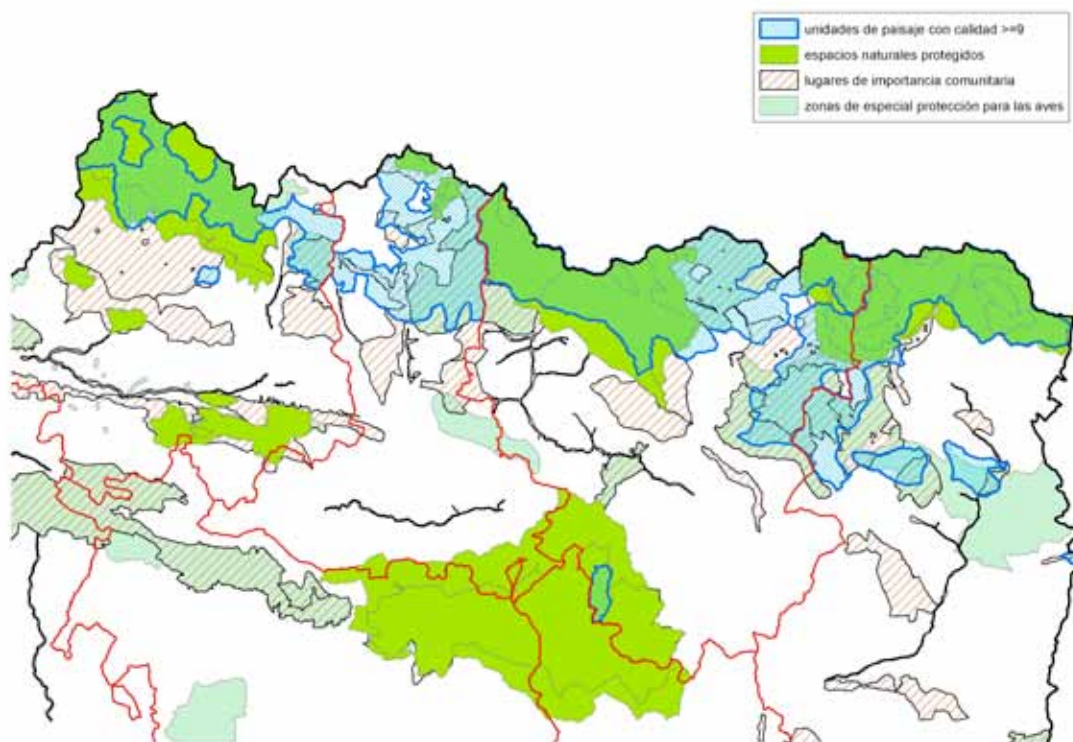 unidades de paisaje con calidad >=9
espacios naturales protegidos
lugares de importancia comunitaria
zonas de especial protección para las aves